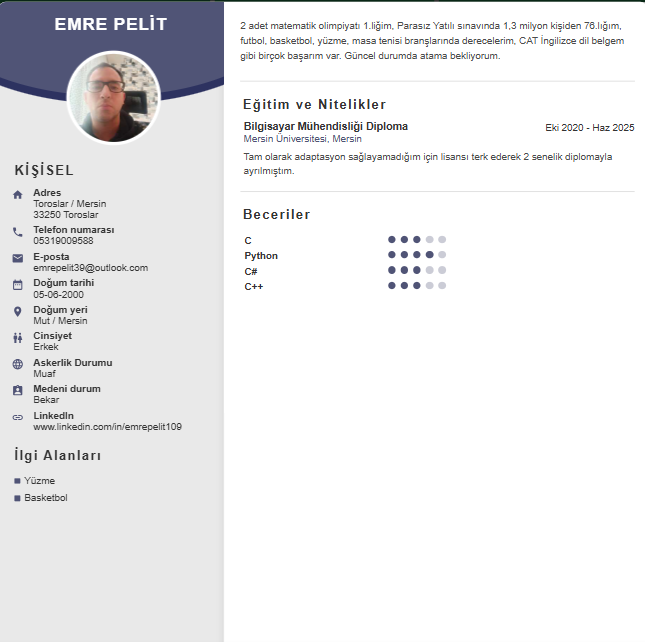 EMRE PELİT
KİŞİSEL
Adres
Toroslar / Mersin
33250 Toroslar
Telefon numarası
05319009588
E-posta
emrepelit39@outlook.com
Doğum tarihi
05-06-2000
Doğum yeri
Mut / Mersin
Cinsiyet
Erkek
Askerlik Durumu
Muaf
Medeni durum
Bekar
LinkedIn
www.linkedin.com/in/emrepelit109
İlgi Alanları
Yüzme
Basketbol
2 adet matematik olimpiyatı 1.liğim, Parasız Yatılı sınavında 1,3 milyon kişiden 76.lığım,
futbol, basketbol, yüzme, masa tenisi branşlarında derecelerim, CAT İngilizce dil belgem
gibi birçok başarım var. Güncel durumda atama bekliyorum.
Eğitim ve Nitelikler
Bilgisayar Mühendisliği Diploma Eki 2020 - Haz 2025
Mersin Üniversitesi, Mersin
Tam olarak adaptasyon sağlayamadığım için lisansı terk ederek 2 senelik diplomayla
ayrılmıştım.
Beceriler
C
Python
C#
C++